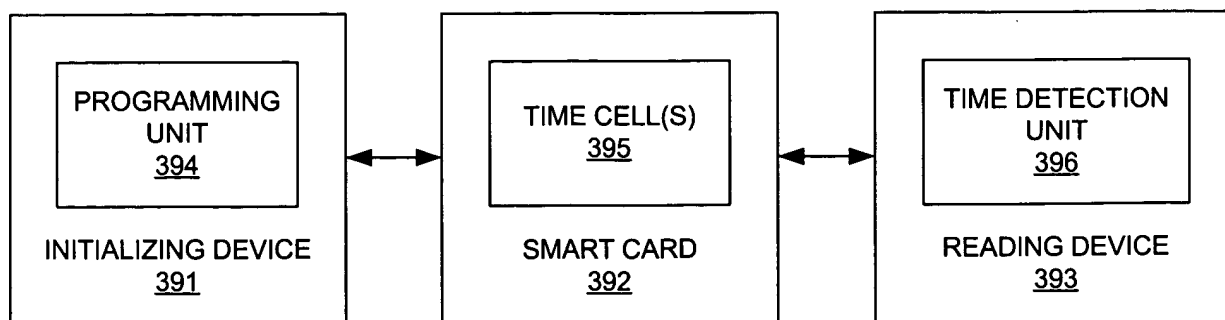 PROGRAMMING
UNIT
394
INITIALIZING DEVICE
391
TIME CELL(S)
395
SMART CARD
392
TIME DETECTION
UNIT
396
READING DEVICE
393